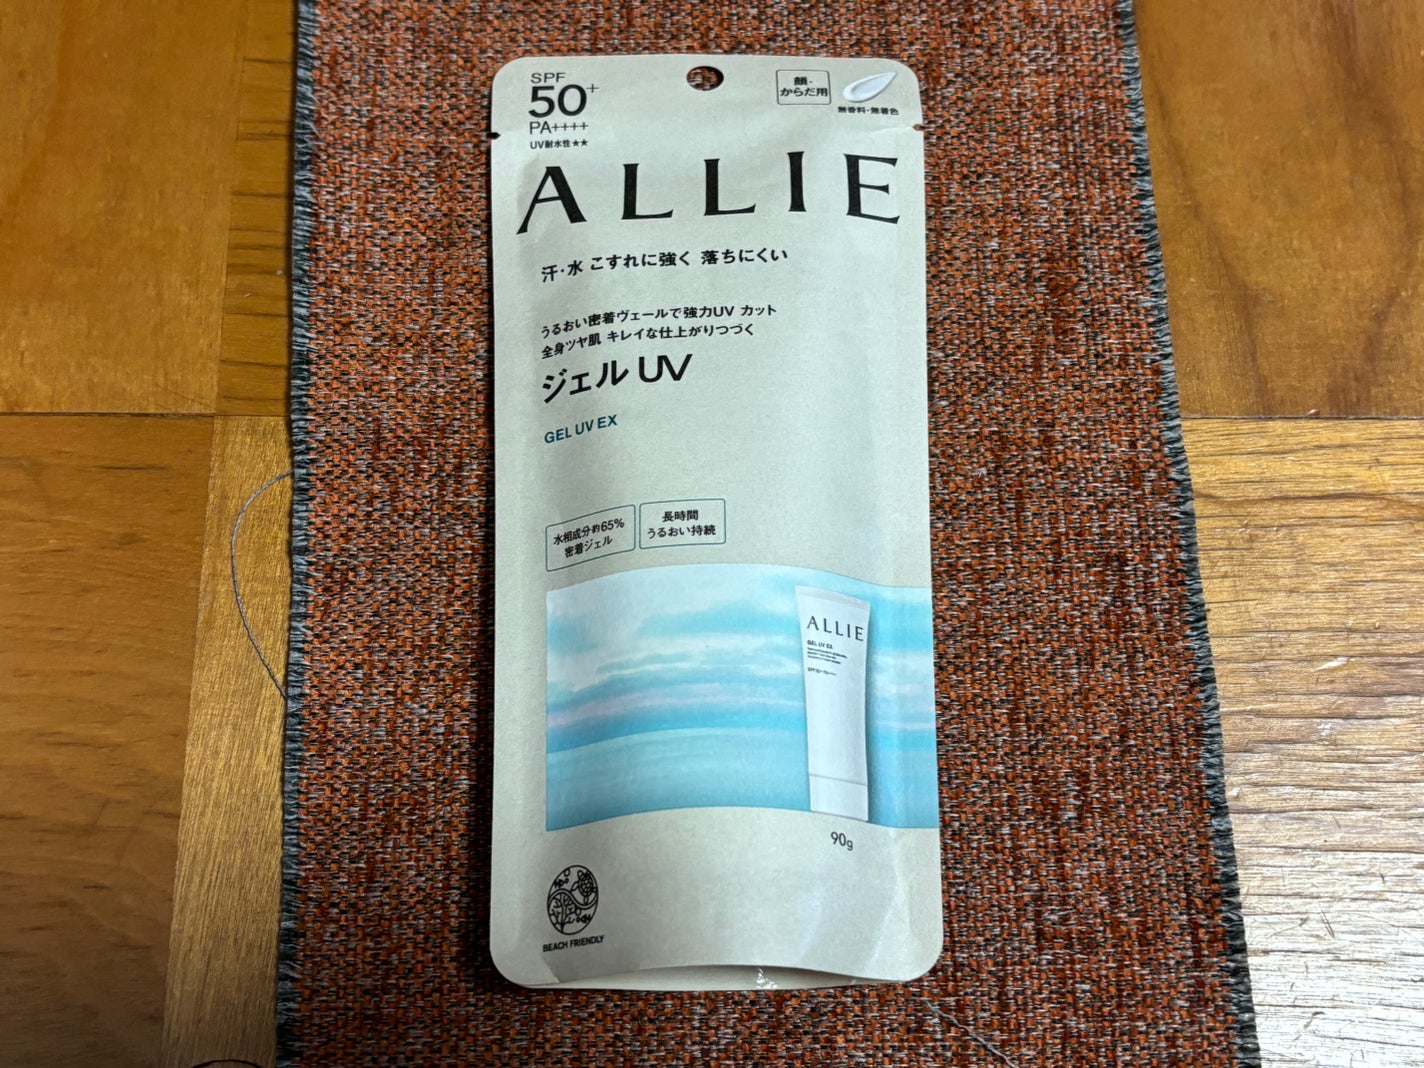 SPF
50+
PA++++
UV耐水性★★
顔・
からだ用
無香料・無着色
ALLIE
汗・水 こすれに強く 落ちにくい
うるおい密着ヴェールで強力UV カット
全身ツヤ肌 キレイな仕上がりつづく
ジェル UV
GEL UV EX
水相成分約65%
密着ジェル
長時間
うるおい持続
ALLIE
GEL UV EX
90g
BEACH FRIENDLY